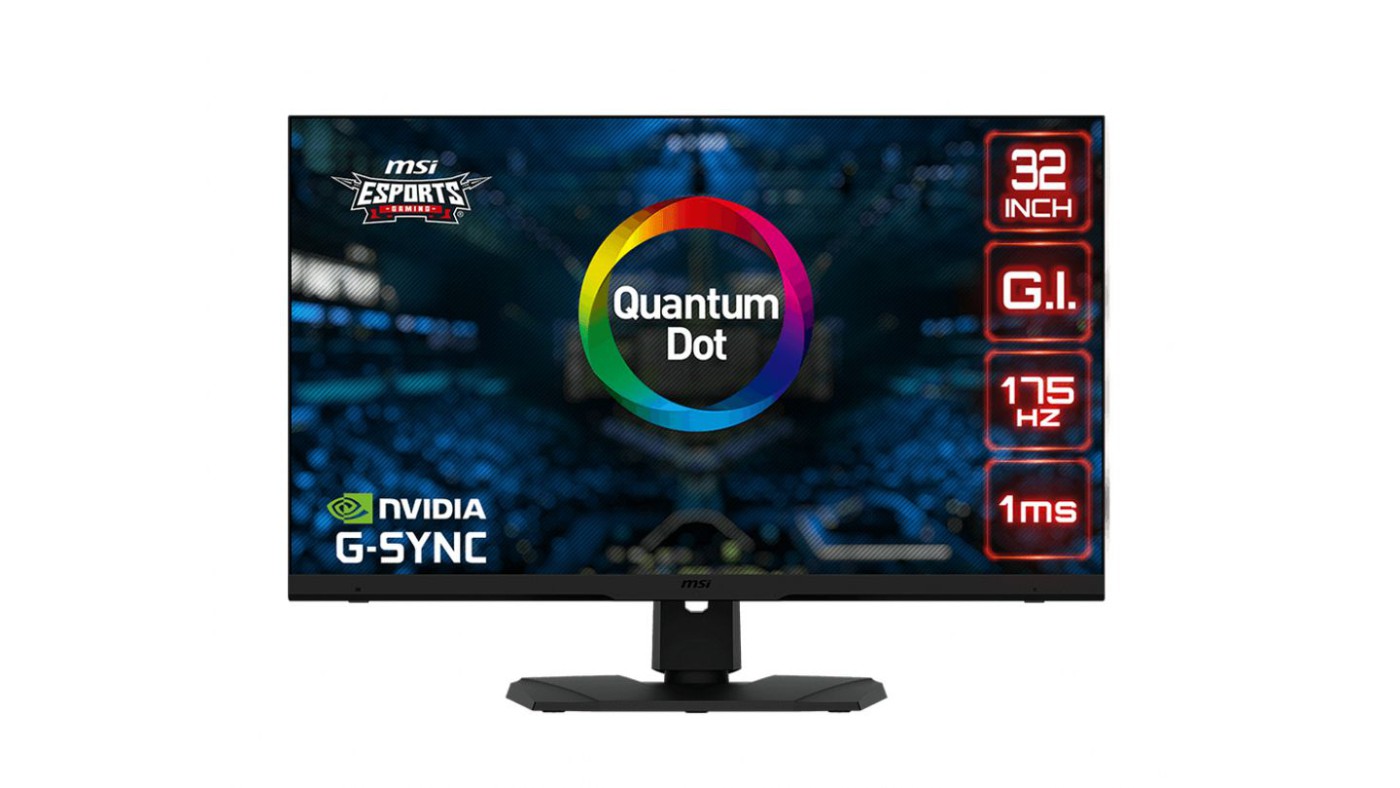 msi
ESPORTS
-GAMING-
®
32
INCH
G.I.
175
HZ
1ms
Quantum
Dot
NVIDIA
G-SYNC
msi